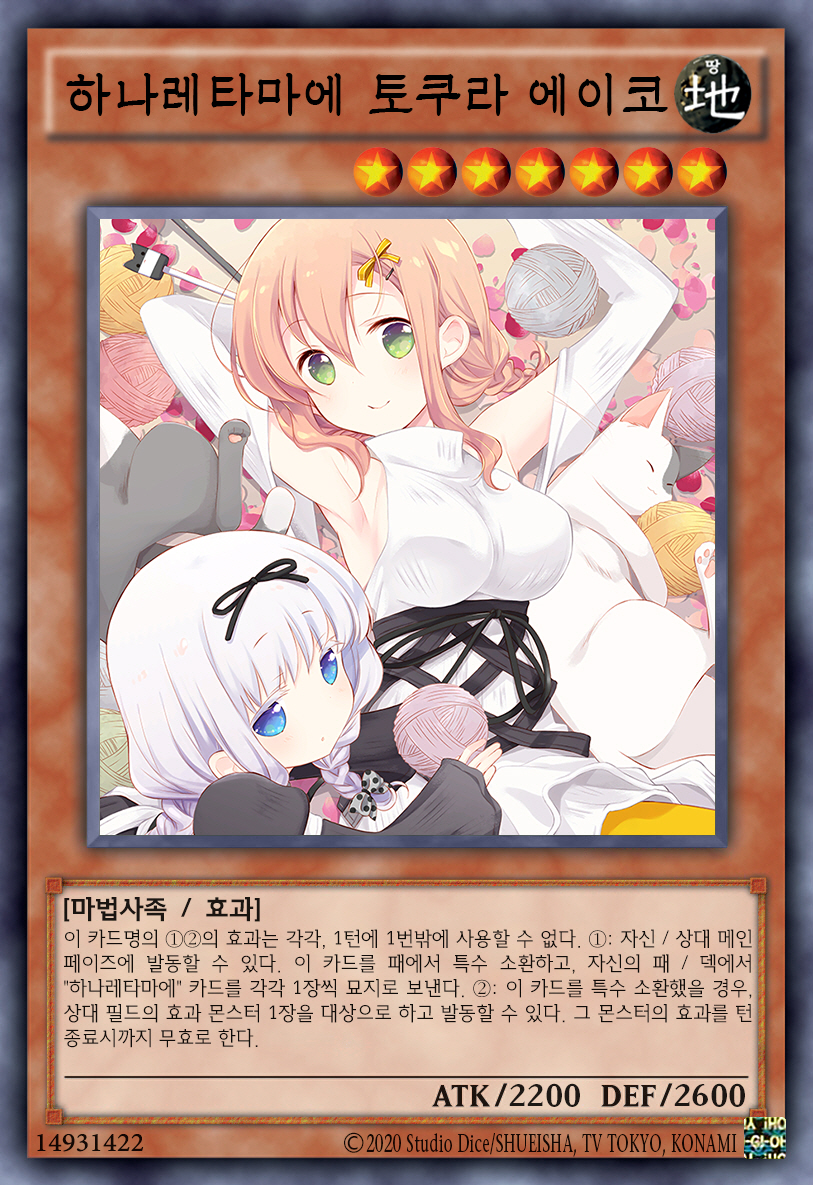 하나레타마에 토쿠라 에이코
땅
地
[마법사족 / 효과]
이 카드명의 ①②의 효과는 각각, 1턴에 1번밖에 사용할 수 없다. ①: 자신 / 상대 메인
페이즈에 발동할 수 있다. 이 카드를 패에서 특수 소환하고, 자신의 패 / 덱에서
"하나레타마에" 카드를 각각 1장씩 묘지로 보낸다. ②: 이 카드를 특수 소환했을 경우,
상대 필드의 효과 몬스터 1장을 대상으로 하고 발동할 수 있다. 그 몬스터의 효과를 턴
종료시까지 무효로 한다.
ATK/2200 DEF/2600
14931422
©2020 Studio Dice/SHUEISHA, TV TOKYO, KONAMI